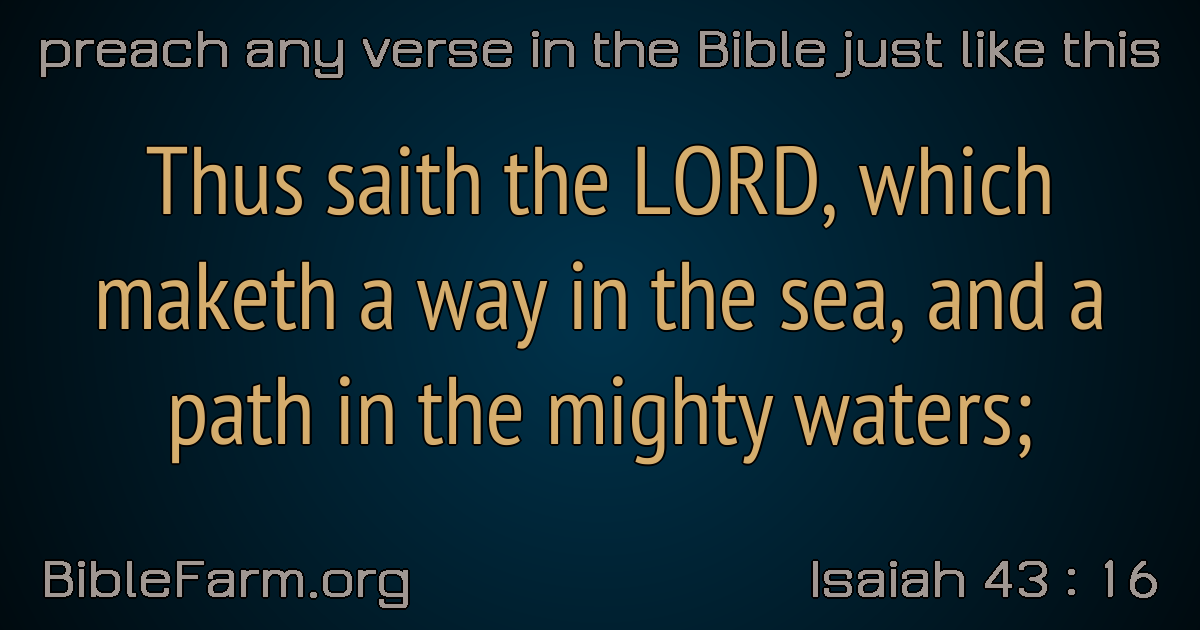 preach any verse in the Bible just like this
Thus saith the LORD, which
maketh a way in the sea, and a
path in the mighty waters;
BibleFarm.org
Isaiah 43 : 16